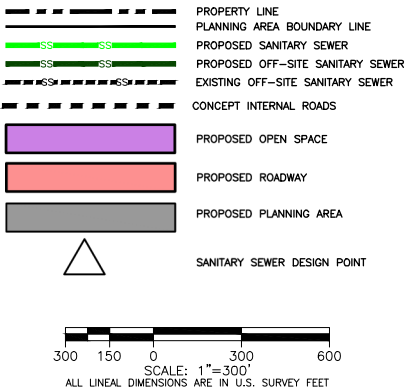 PROPERTY LINE
PLANNING AREA BOUNDARY LINE
SS SS PROPOSED SANITARY SEWER
SS SS PROPOSED OFF-SITE SANITARY SEWER
SS SS EXISTING OFF-SITE SANITARY SEWER
CONCEPT INTERNAL ROADS
PROPOSED OPEN SPACE
PROPOSED ROADWAY
PROPOSED PLANNING AREA
SANITARY SEWER DESIGN POINT
300 150 0 300 600
SCALE: 1"=300'
ALL LINEAL DIMENSIONS ARE IN U.S. SURVEY FEET